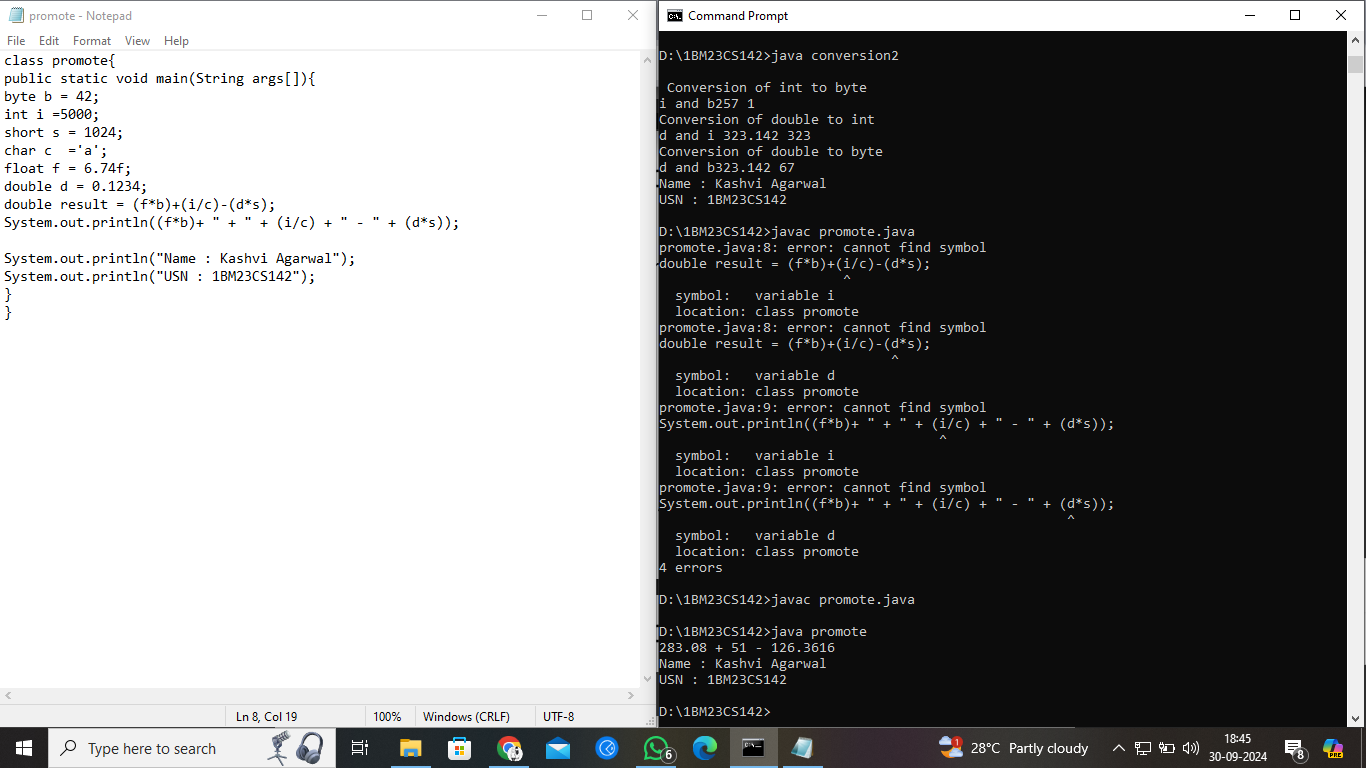 promote - Notepad
File Edit Format View Help
class promote{
public static void main(String args[]){
byte b = 42;
int i =5000;
short s = 1024;
char c  ='a';
float f = 6.74f;
double d = 0.1234;
double result = (f*b)+(i/c)-(d*s);
System.out.println((f*b)+ " + " + (i/c) + " - " + (d*s));
System.out.println("Name : Kashvi Agarwal");
System.out.println("USN : 1BM23CS142");
}
}
Ln 8, Col 19 100% Windows (CRLF) UTF-8
Command Prompt
D:\1BM23CS142>java conversion2
Conversion of int to byte
i and b257 1
Conversion of double to int
d and i 323.142 323
Conversion of double to byte
d and b323.142 67
Name : Kashvi Agarwal
USN : 1BM23CS142
D:\1BM23CS142>javac promote.java
promote.java:8: error: cannot find symbol
double result = (f*b)+(i/c)-(d*s);
^
symbol:   variable i
location: class promote
promote.java:8: error: cannot find symbol
double result = (f*b)+(i/c)-(d*s);
^
symbol:   variable d
location: class promote
promote.java:9: error: cannot find symbol
System.out.println((f*b)+ " + " + (i/c) + " - " + (d*s));
^
symbol:   variable i
location: class promote
promote.java:9: error: cannot find symbol
System.out.println((f*b)+ " + " + (i/c) + " - " + (d*s));
^
symbol:   variable d
location: class promote
4 errors
D:\1BM23CS142>javac promote.java
D:\1BM23CS142>java promote
283.08 + 51 - 126.3616
Name : Kashvi Agarwal
USN : 1BM23CS142
D:\1BM23CS142>
Type here to search
6
1
28°C Partly cloudy
18:45
30-09-2024
8
PRE